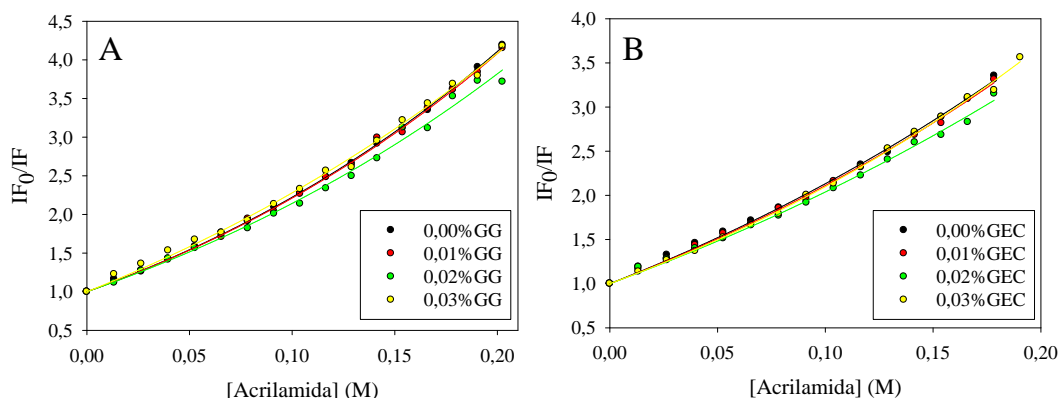 A
IF0/IF
4,5
4,0
3,5
3,0
2,5
2,0
1,5
1,0
0,5
0,00%GG
0,01%GG
0,02%GG
0,03%GG
0,00
0,05
0,10
0,15
0,20
[Acrilamida] (M)
B
IF0/IF
4,0
3,5
3,0
2,5
2,0
1,5
1,0
0,5
0,00%GEC
0,01%GEC
0,02%GEC
0,03%GEC
0,00
0,05
0,10
0,15
0,20
[Acrilamida] (M)